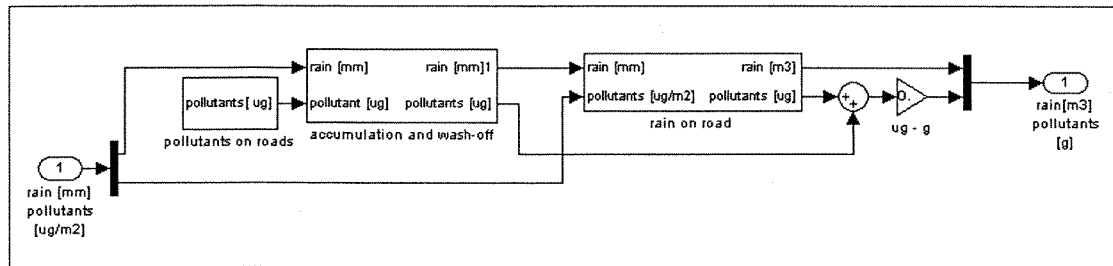 rain [mm]
rain [mm]1
pollutant [ug]
pollutants [ug]
accumulation and wash-off
pollutants[ ug]
pollutants on roads
rain [mm]
rain [m3]
pollutants [ug/m2]
pollutants [ug]
rain on road
+
+
0.
ug - g
1
rain [mm]
pollutants
[ug/m2]
1
rain[m3]
pollutants
[g]